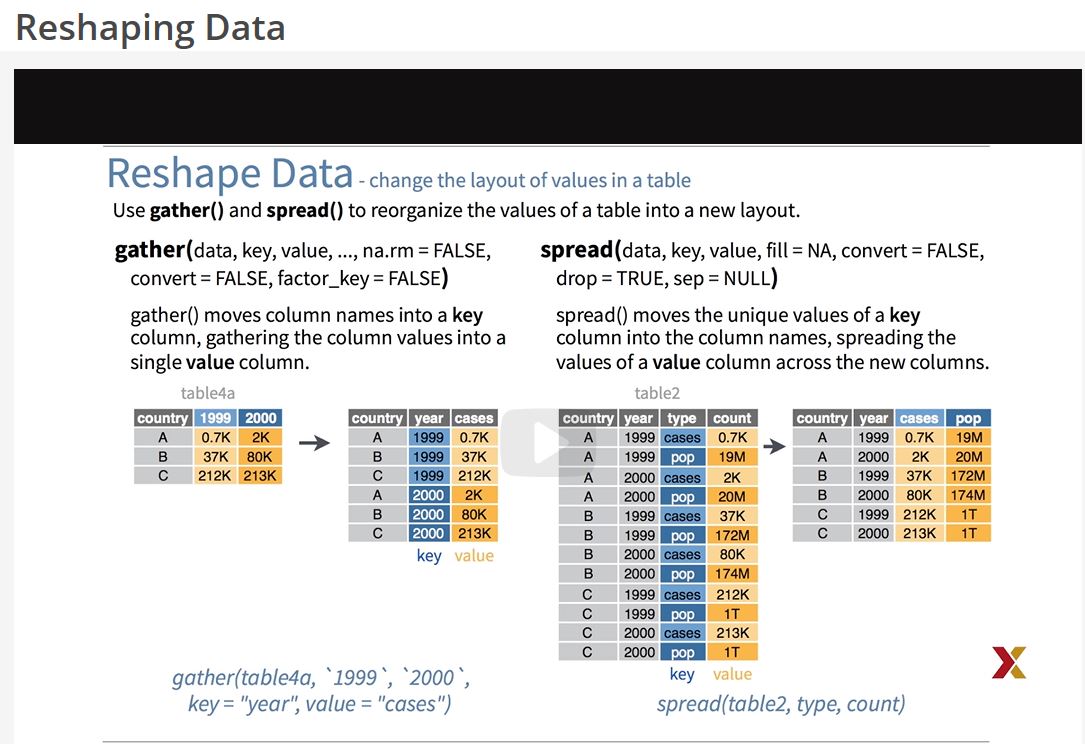 Reshaping Data
Reshape Data - change the layout of values in a table
Use gather() and spread() to reorganize the values of a table into a new layout.
gather(data, key, value, ..., na.rm = FALSE,
convert = FALSE, factor_key = FALSE)
gather() moves column names into a key
column, gathering the column values into a
single value column.
table4a
country 1999 2000
A 0.7K 2K
B 37K 80K
C 212K 213K
country year cases
A 1999 0.7K
B 1999 37K
C 1999 212K
A 2000 2K
B 2000 80K
C 2000 213K
key value
gather(table4a, `1999`, `2000`,
key = "year", value = "cases")
spread(data, key, value, fill = NA, convert = FALSE,
drop = TRUE, sep = NULL)
spread() moves the unique values of a key
column into the column names, spreading the
values of a value column across the new columns.
table2
country year type count
A 1999 cases 0.7K
A 1999 pop 19M
A 2000 cases 2K
A 2000 pop 20M
B 1999 cases 37K
B 1999 pop 172M
B 2000 cases 80K
B 2000 pop 174M
C 1999 cases 212K
C 1999 pop 1T
C 2000 cases 213K
C 2000 pop 1T
key value
country year cases pop
A 1999 0.7K 19M
A 2000 2K 20M
B 1999 37K 172M
B 2000 80K 174M
C 1999 212K 1T
C 2000 213K 1T
spread(table2, type, count)